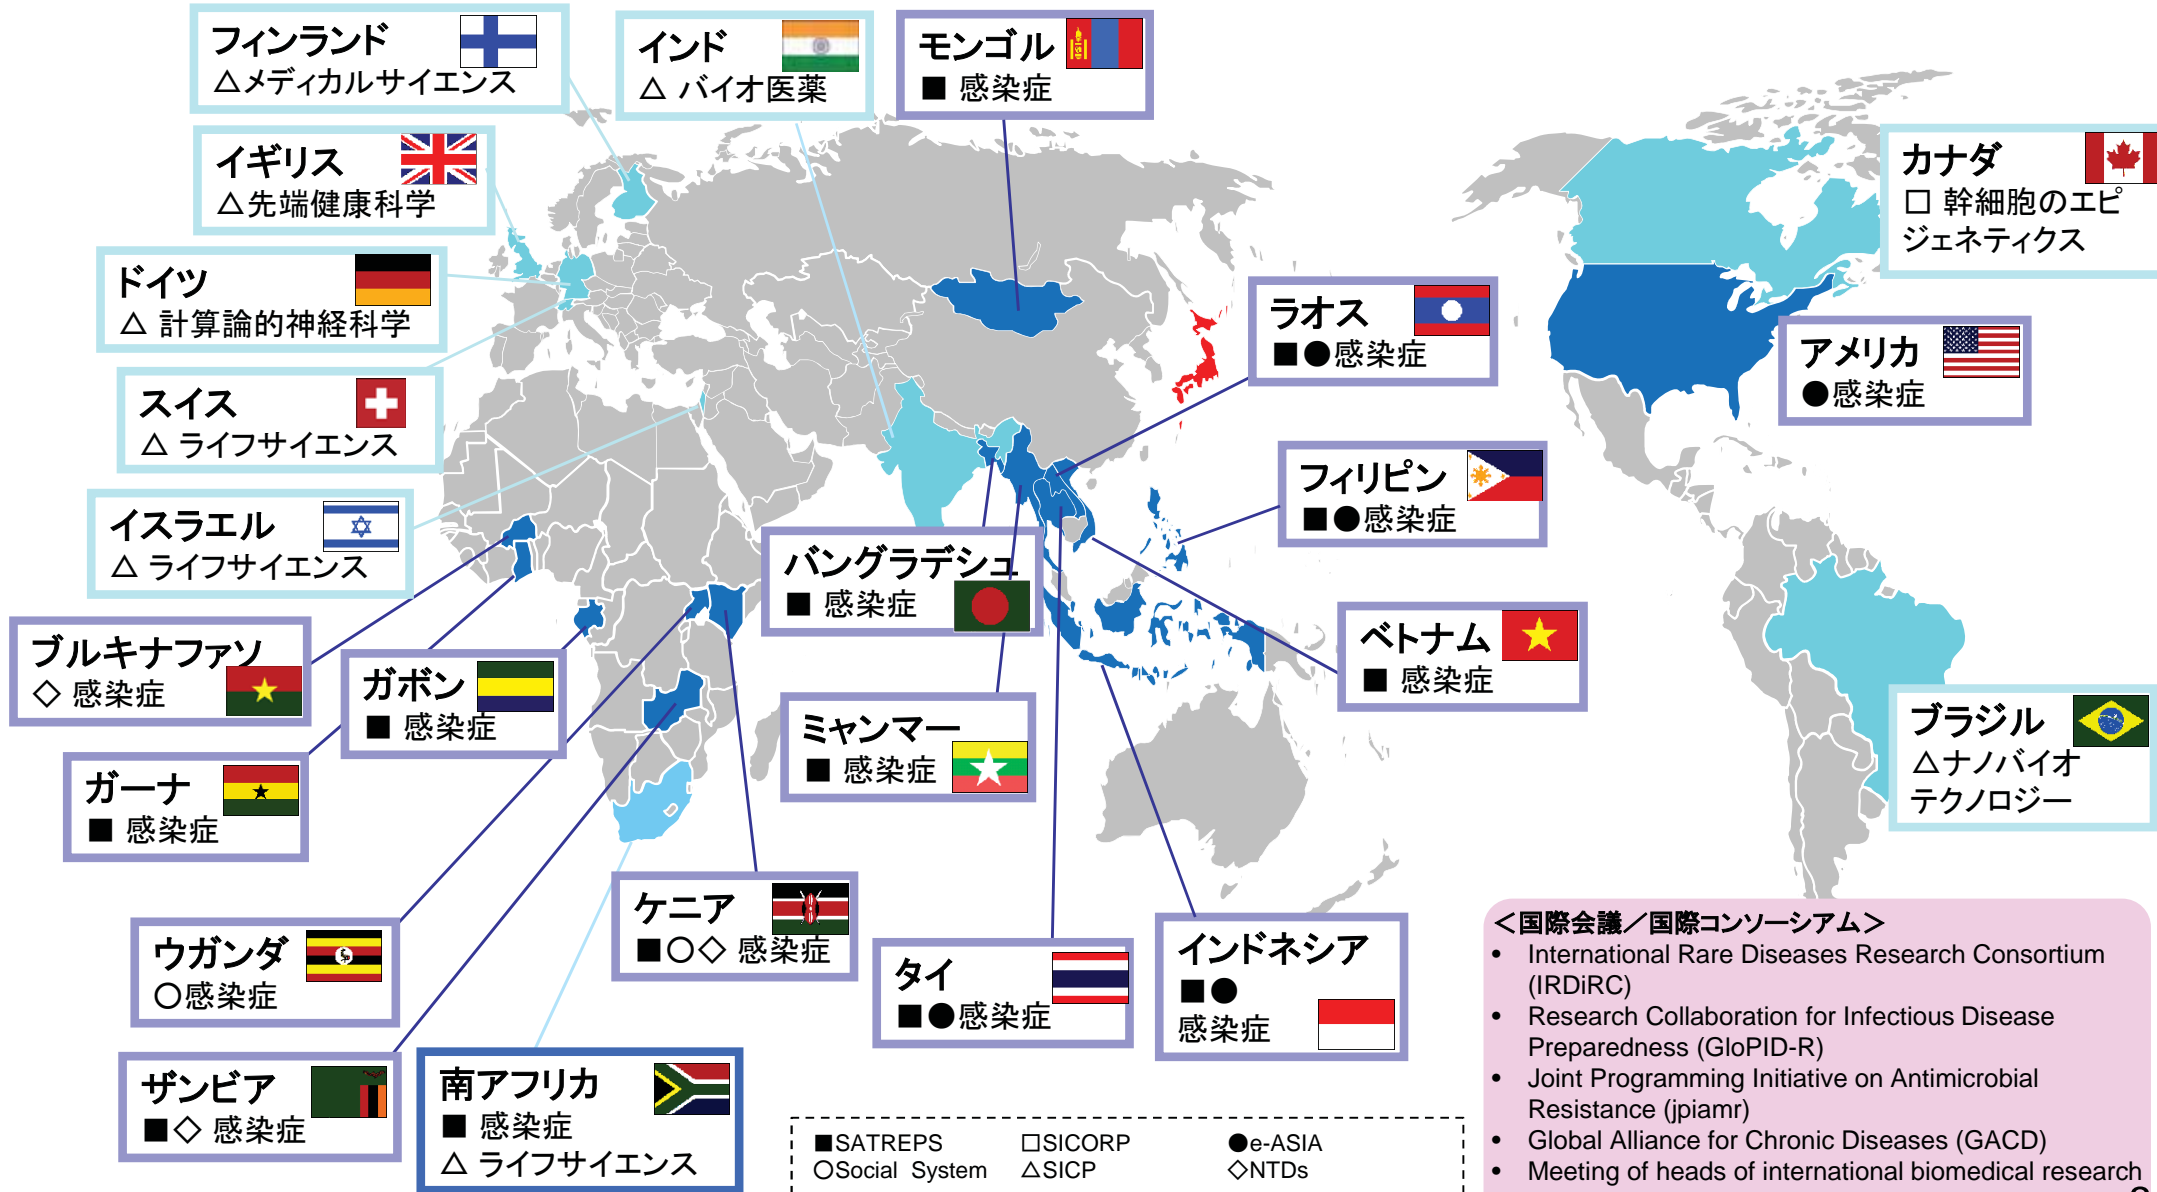 フィンランド
△メディカルサイエンス
インド
△ バイオ医薬
モンゴル
■ 感染症
イギリス
△先端健康科学
カナダ
□ 幹細胞のエピ
ジェネティクス
ドイツ
△ 計算論的神経科学
ラオス
■●感染症
アメリカ
●感染症
スイス
△ ライフサイエンス
フィリピン
■●感染症
イスラエル
△ ライフサイエンス
バングラデシュ
■ 感染症
ベトナム
■ 感染症
ブルキナファソ
◇ 感染症
ガボン
■ 感染症
ミャンマー
■ 感染症
ブラジル
△ナノバイオ
テクノロジー
ガーナ
■ 感染症
ケニア
■○◇ 感染症
ウガンダ
○感染症
タイ
■●感染症
インドネシア
■●
感染症
ザンビア
■◇ 感染症
南アフリカ
■ 感染症
△ ライフサイエンス
■SATREPS □SICORP ●e-ASIA
○Social System △SICP ◇NTDs
＜国際会議／国際コンソーシアム＞
• International Rare Diseases Research Consortium
(IRDiRC)
• Research Collaboration for Infectious Disease
Preparedness (GloPID-R)
• Joint Programming Initiative on Antimicrobial
Resistance (jpiamr)
• Global Alliance for Chronic Diseases (GACD)
• Meeting of heads of international biomedical research